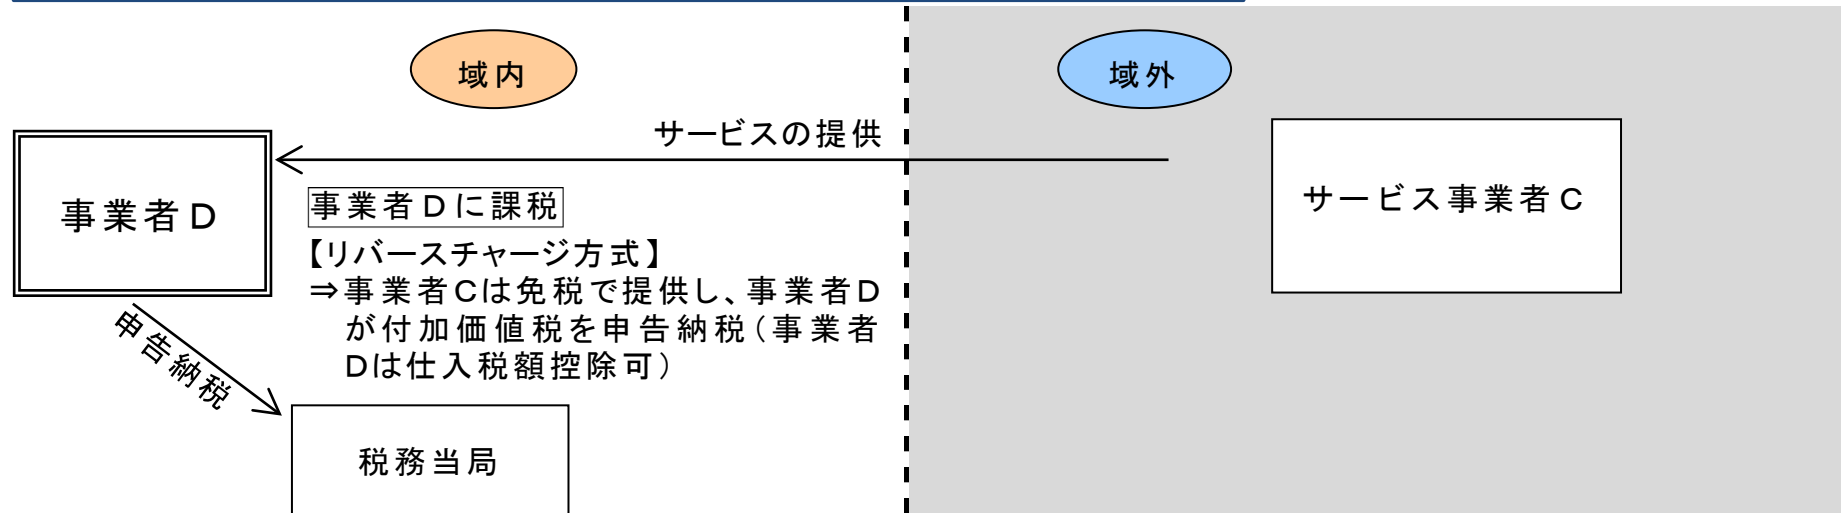 域内
域外
サービスの提供
事業者D
サービス事業者C
事業者Dに課税
【リバースチャージ方式】
⇒事業者Cは免税で提供し、事業者D
が付加価値税を申告納税(事業者
Dは仕入税額控除可)
申告納税
税務当局